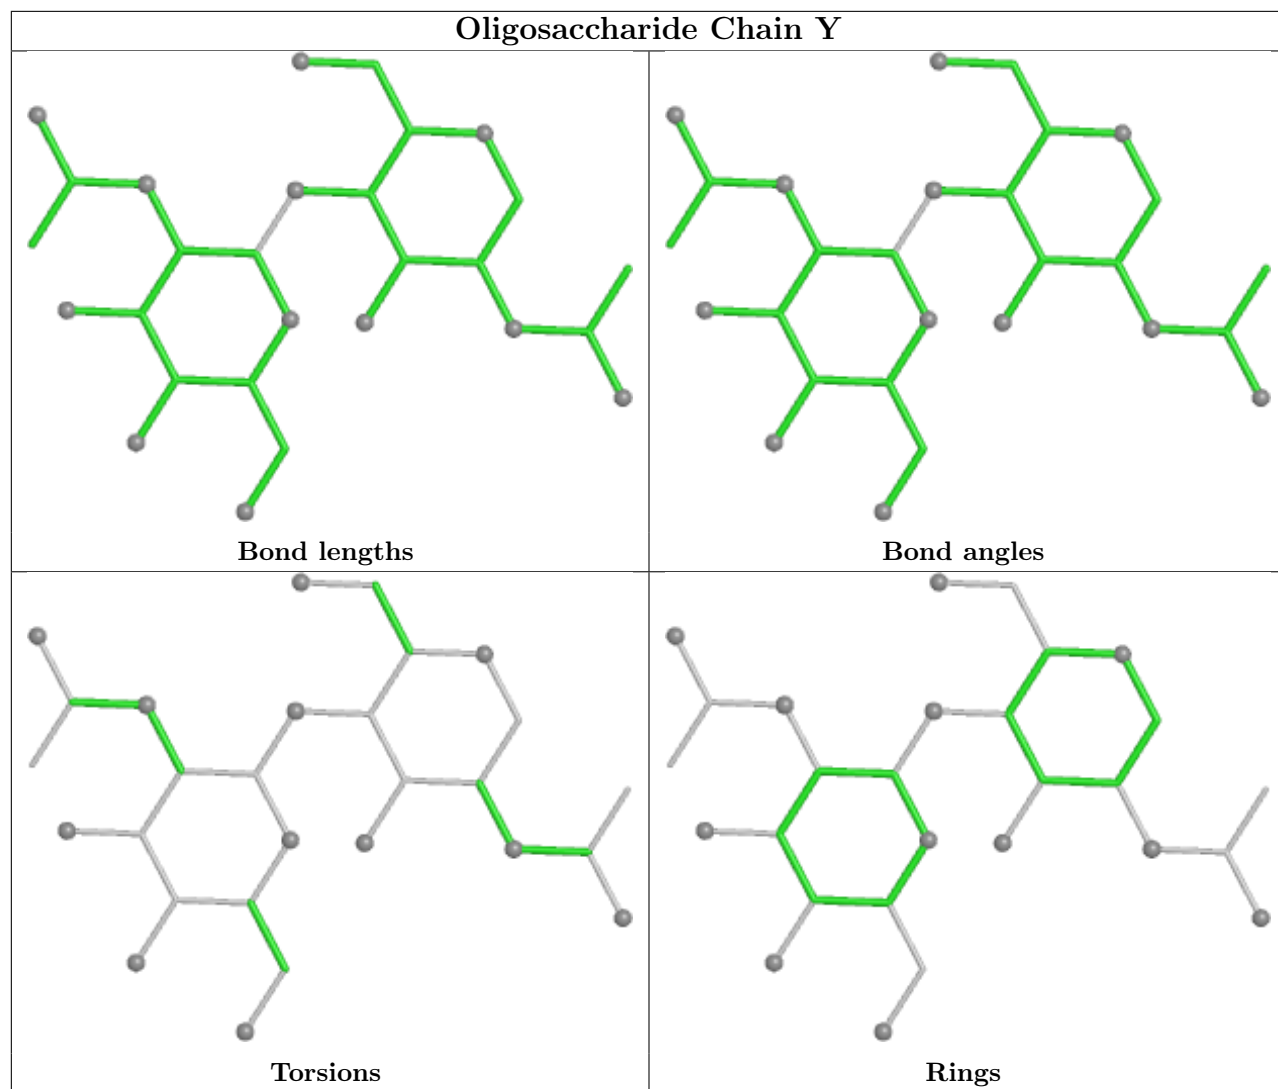 Oligosaccharide Chain Y
Bond lengths
Bond angles
Torsions
Rings